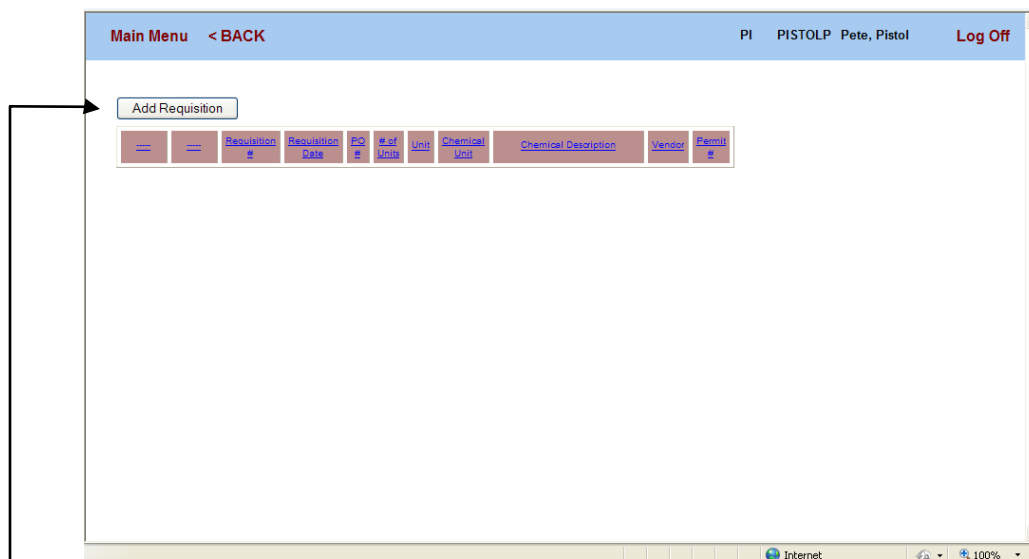 Main Menu < BACK PI PISTOLP Pete, Pistol Log Off
Add Requisition
---- ---- Requisition # Requisition Date PO # # of Units Unit Chemical Unit Chemical Description Vendor Permit #
Internet 100%